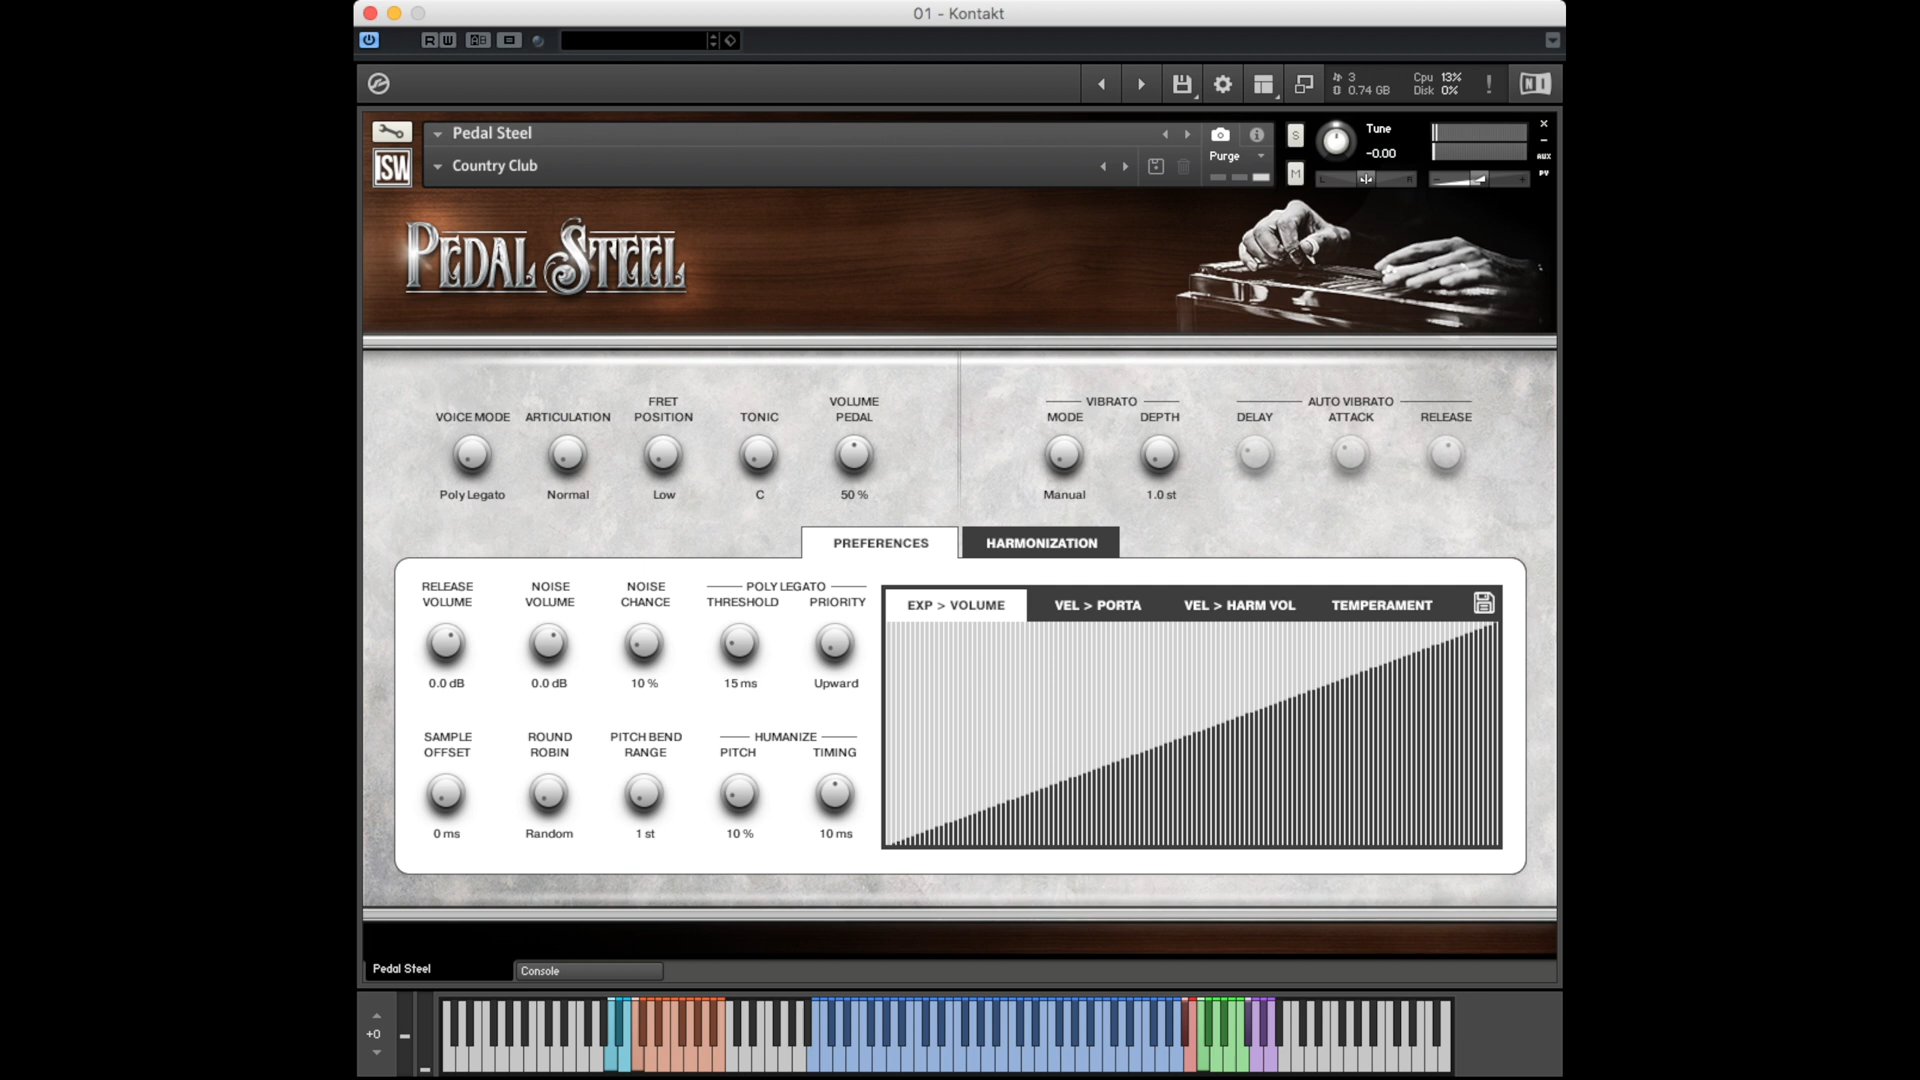 01 - Kontakt
R W AB
3
0.74 GB
Cpu 13%
Disk 0%
!
NI
Pedal Steel
ISW
Country Club
Purge
S
M
Tune
-0.00
L R
- +
×
-
AUX
PV
PEDAL STEEL
VOICE MODE
Poly Legato
ARTICULATION
Normal
FRET
POSITION
Low
TONIC
C
VOLUME
PEDAL
50 %
VIBRATO
MODE
Manual
DEPTH
1.0 st
AUTO VIBRATO
DELAY
ATTACK
RELEASE
PREFERENCES
HARMONIZATION
RELEASE
VOLUME
0.0 dB
NOISE
VOLUME
0.0 dB
NOISE
CHANCE
10 %
POLY LEGATO
THRESHOLD
15 ms
PRIORITY
Upward
SAMPLE
OFFSET
0 ms
ROUND
ROBIN
Random
PITCH BEND
RANGE
1 st
HUMANIZE
PITCH
10 %
TIMING
10 ms
EXP > VOLUME
VEL > PORTA
VEL > HARM VOL
TEMPERAMENT
Pedal Steel
Console
+0